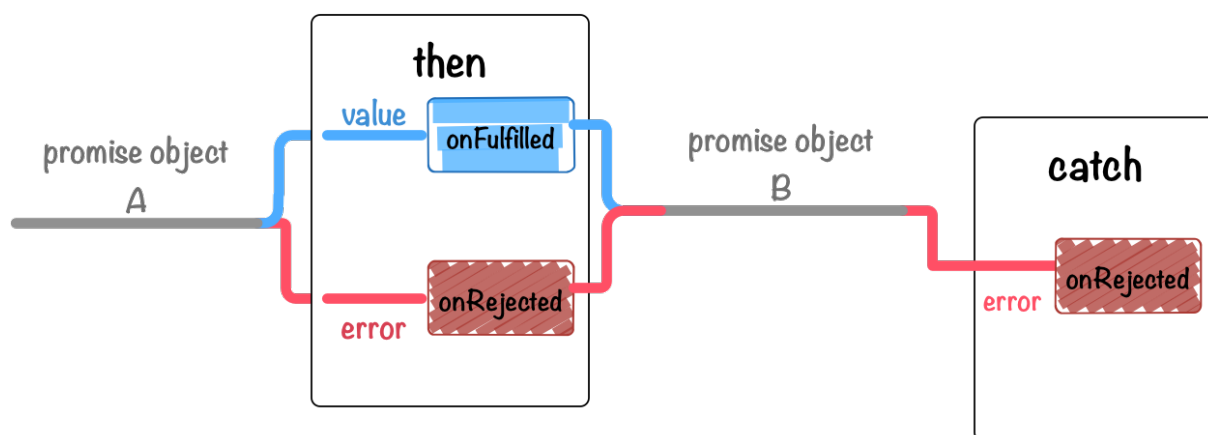 then
value
onFulfilled
promise object
A
onRejected
error
promise object
B
catch
onRejected
error